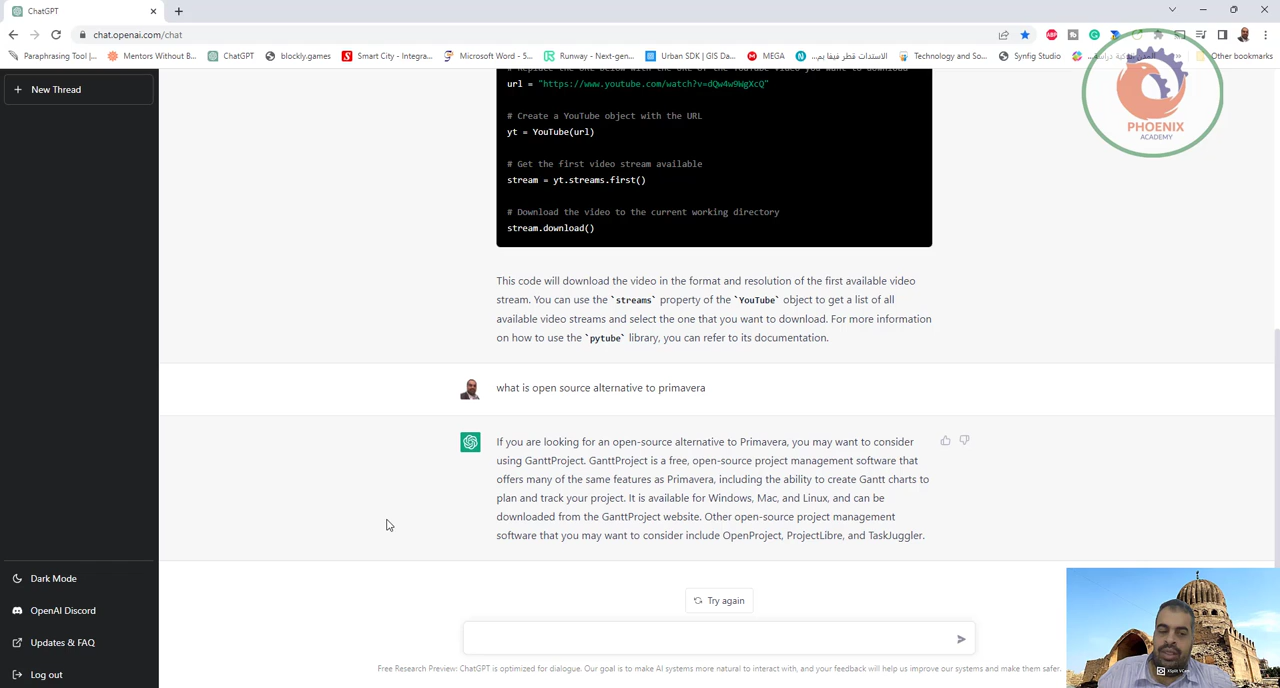 ChatGPT
chat.openai.com/chat
Paraphrasing Tool |...
Mentors Without B...
ChatGPT
blockly.games
Smart City - Integra...
Microsoft Word - 5...
Runway - Next-gen...
Urban SDK | GIS Da...
MEGA
Technology and So...
Synfig Studio
Other bookmarks
New Thread
PHOENIX
ACADEMY
url = "https://www.youtube.com/watch?v=dQw4w9WgXcQ"
# Create a YouTube object with the URL
yt = YouTube(url)
# Get the first video stream available
stream = yt.streams.first()
# Download the video to the current working directory
stream.download()
This code will download the video in the format and resolution of the first available video
stream. You can use the `streams` property of the `YouTube` object to get a list of all
available video streams and select the one that you want to download. For more information
on how to use the `pytube` library, you can refer to its documentation.
what is open source alternative to primavera
If you are looking for an open-source alternative to Primavera, you may want to consider
using GanttProject. GanttProject is a free, open-source project management software that
offers many of the same features as Primavera, including the ability to create Gantt charts to
plan and track your project. It is available for Windows, Mac, and Linux, and can be
downloaded from the GanttProject website. Other open-source project management
software that you may want to consider include OpenProject, ProjectLibre, and TaskJuggler.
Dark Mode
OpenAI Discord
Updates & FAQ
Log out
Try again
Free Research Preview: ChatGPT is optimized for dialogue. Our goal is to make AI systems more natural to interact with, and your feedback will help us improve our systems and make them safer.
XSplit VCam